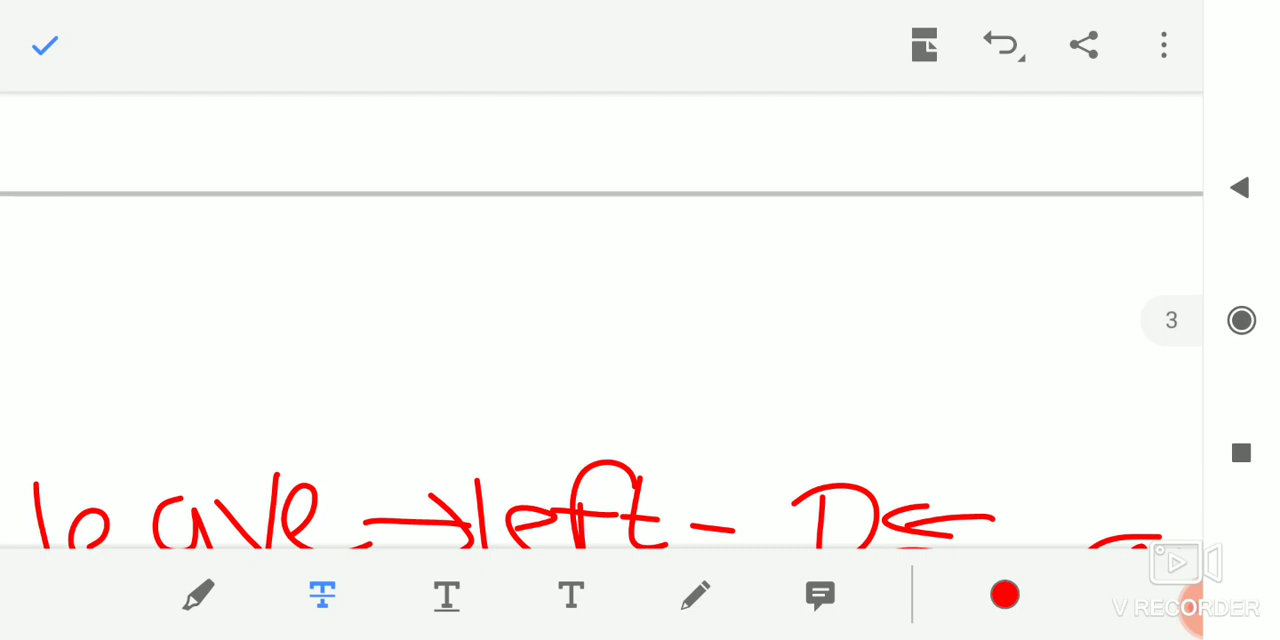 3
leave → left -
V RECORDER